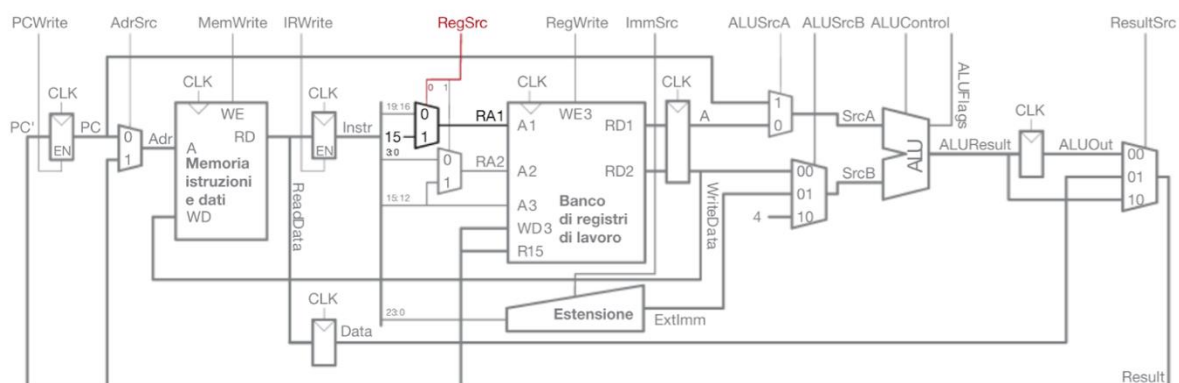 PCWrite AdrSrc MemWrite IRWrite RegSrc RegWrite ImmSrc ALUSrcA ALUSrcB ALUControl ResultSrc
CLK CLK CLK CLK CLK CLK
0 1
PC' PC EN
0 1 Adr
A WE RD
Memoria
istruzioni
e dati
WD
EN Instr
ReadData
19:16
15
3:0
15:12
23:0
0 1 RA1
0 1 RA2
A1 WE3 RD1
A2 RD2
A3
WD3
R15
Banco
di registri
di lavoro
A
WriteData
1 0 SrcA
00 01 10 SrcB
4
ALU
ALUFlags
ALUResult
ALUOut
00 01 10
Estensione
ExtImm
CLK
Data
Result